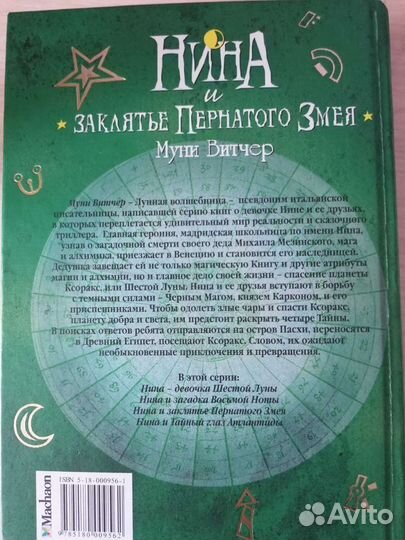 Нина
и
заклятье Пернатого Змея
Муни Витчер
Муни Витчер – Лунная волшебница – псевдоним итальянской
писательницы, написавшей серию книг о девочке Нине и ее друзьях,
в которых переплетается удивительный мир реальности и сказочного
триллера. Главная героиня, мадридская школьница по имени Нина,
узнав о загадочной смерти своего деда Михаила Мезинского, мага
и алхимика, приезжает в Венецию и становится его наследницей.
Дедушка завещает ей не только магическую Книгу и другие атрибуты
магии и алхимии, но и главное дело своей жизни – спасение планеты
Ксоракс, или Шестой Луны. Нина и ее друзья вступают в борьбу
с темными силами – Черным Магом, князем Карконом, и его
приспешниками. Чтобы одолеть злые чары и спасти Ксоракс,
планету добра и света, им предстоит раскрыть четыре Тайны.
В поисках ответов ребята отправляются на остров Пасхи, переносятся
в Древний Египет, посещают Ксоракс. Словом, их ожидают
необыкновенные приключения и превращения.
В этой серии:
Нина – девочка Шестой Луны
Нина и загадка Восьмой Ноты
Нина и заклятье Пернатого Змея
Нина и Тайный глаз Атлантиды
ISBN 5-18-000956-1
9785180009562
Machaon
Avito